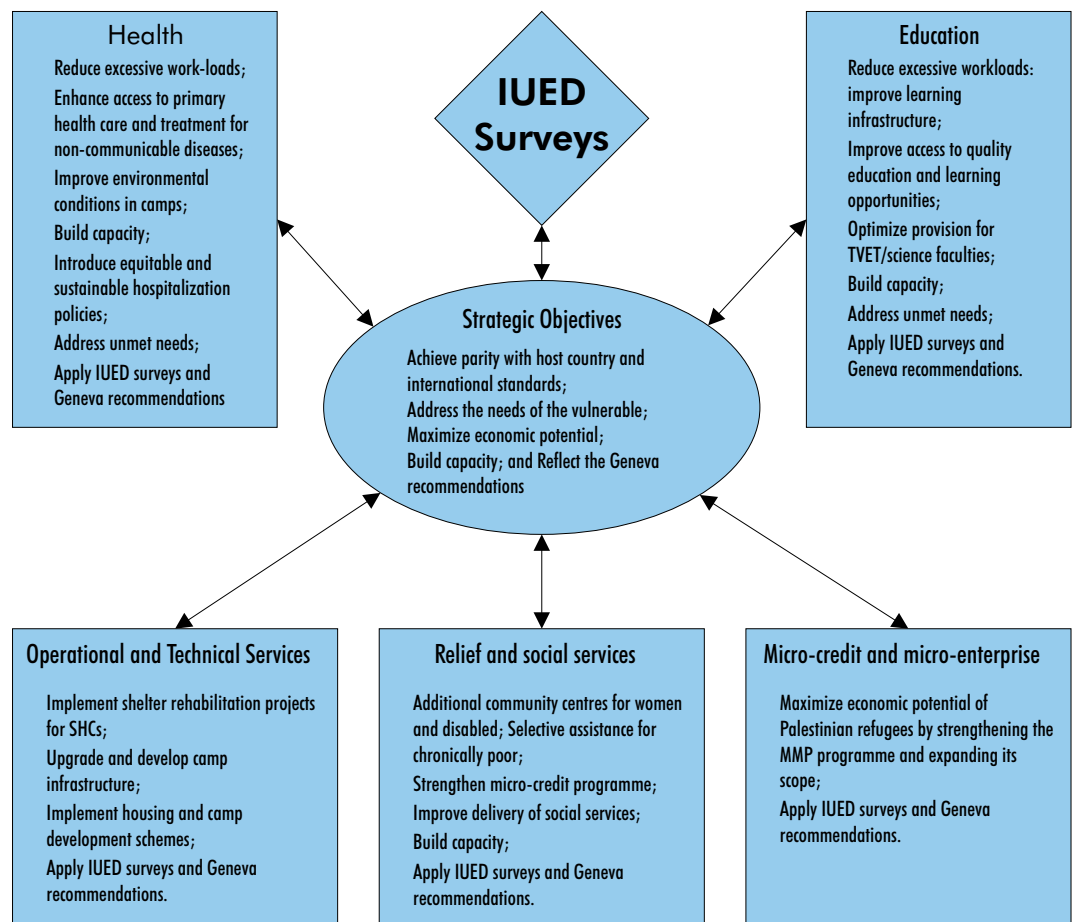 Health
Reduce excessive work-loads;
Enhance access to primary
health care and treatment for
non-communicable diseases;
Improve environmental
conditions in camps;
Build capacity;
Introduce equitable and
sustainable hospitalization
policies;
Address unmet needs;
Apply IUED surveys and
Geneva recommendations
IUED
Surveys
Education
Reduce excessive workloads:
improve learning
infrastructure;
Improve access to quality
education and learning
opportunities;
Optimize provision for
TVET/science faculties;
Build capacity;
Address unmet needs;
Apply IUED surveys and
Geneva recommendations.
Strategic Objectives
Achieve parity with host country and
international standards;
Address the needs of the vulnerable;
Maximize economic potential;
Build capacity; and Reflect the Geneva
recommendations
Operational and Technical Services
Implement shelter rehabilitation projects
for SHCs;
Upgrade and develop camp
infrastructure;
Implement housing and camp
development schemes;
Apply IUED surveys and Geneva
recommendations.
Relief and social services
Additional community centres for women
and disabled; Selective assistance for
chronically poor;
Strengthen micro-credit programme;
Improve delivery of social services;
Build capacity;
Apply IUED surveys and Geneva
recommendations.
Micro-credit and micro-enterprise
Maximize economic potential of
Palestinian refugees by strengthening the
MMP programme and expanding its
scope;
Apply IUED surveys and Geneva
recommendations.